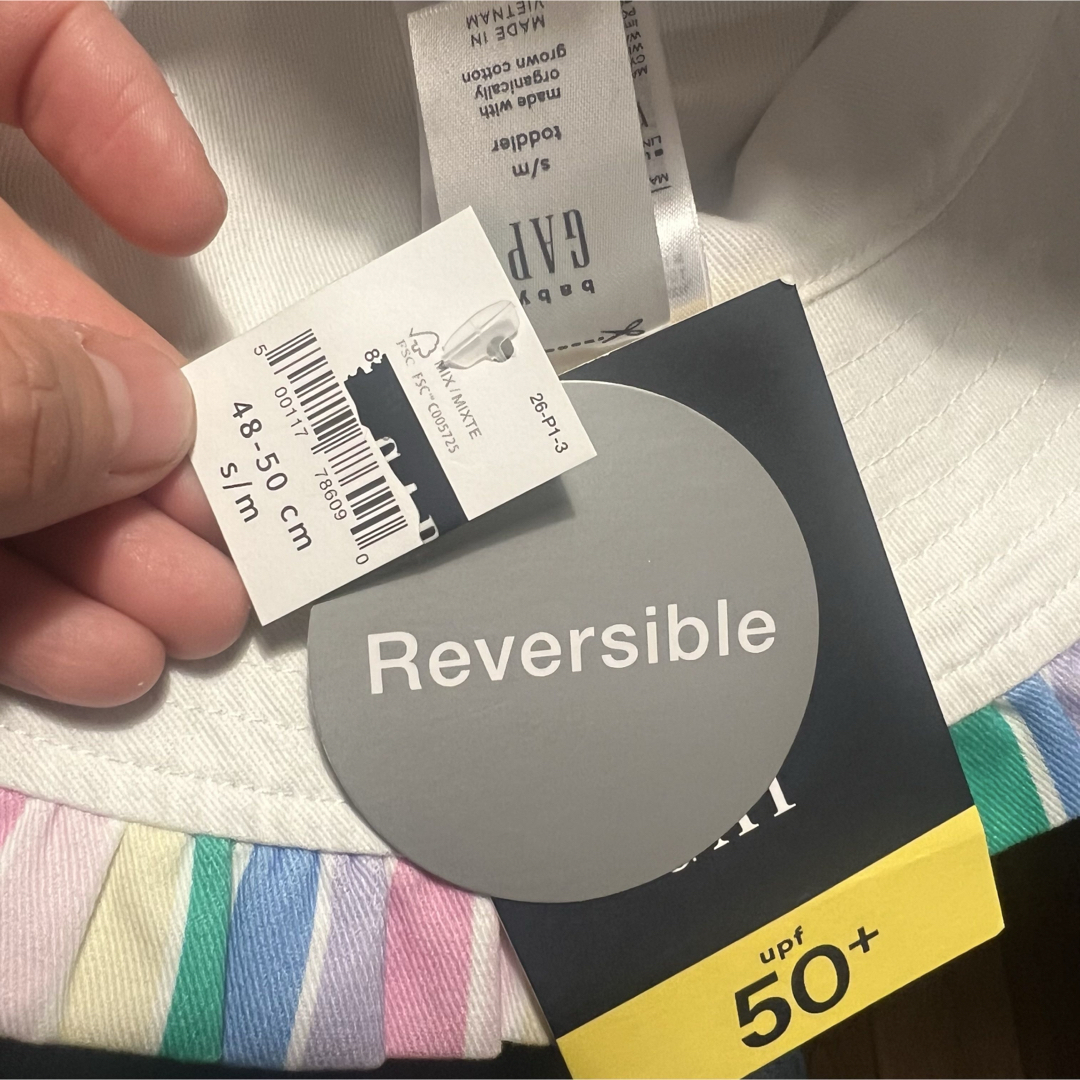 baby
GAP
s/m
toddler
made with
organically
grown cotton
MADE IN
VIETNAM
26-P1-3
MIX / MIXTE
FSC FSC® C005725
8
5 00117 78609 0
48-50 cm
s/m
Reversible
upf
50+